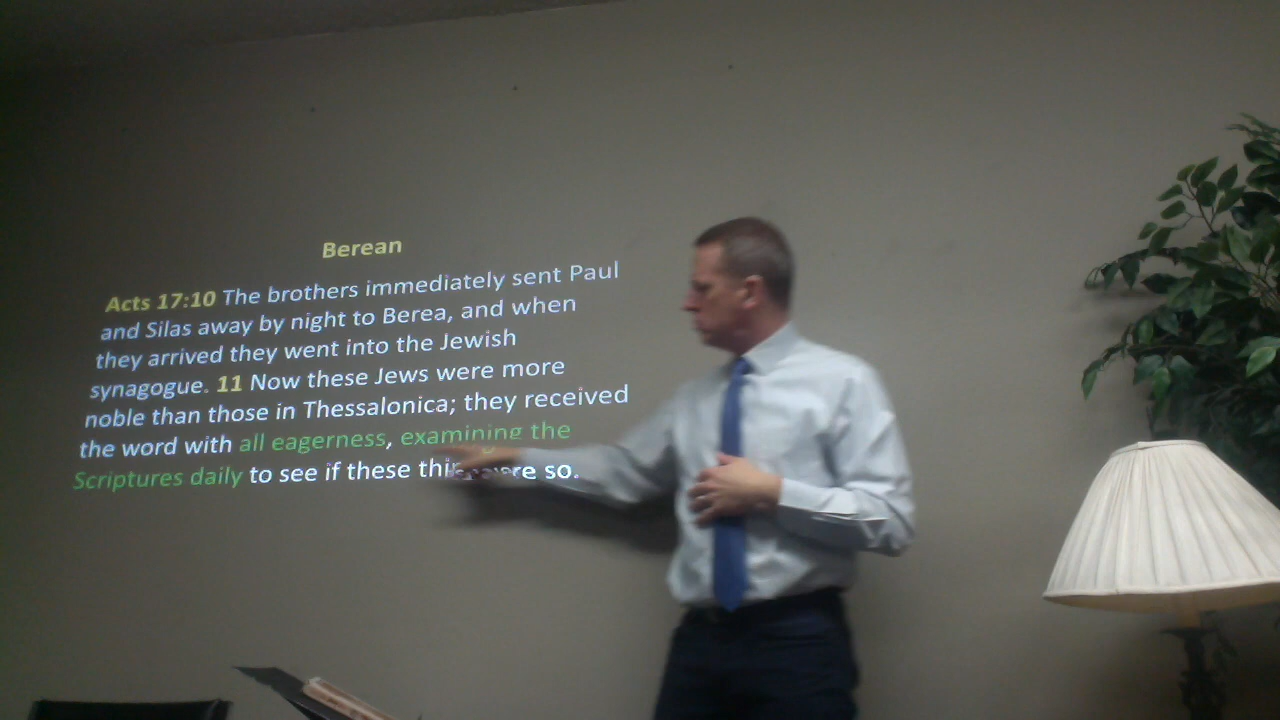 Berean
Acts 17:10 The brothers immediately sent Paul
and Silas away by night to Berea, and when
they arrived they went into the Jewish
synagogue. 11 Now these Jews were more
noble than those in Thessalonica; they received
the word with all eagerness, examining the
Scriptures daily to see if these so.